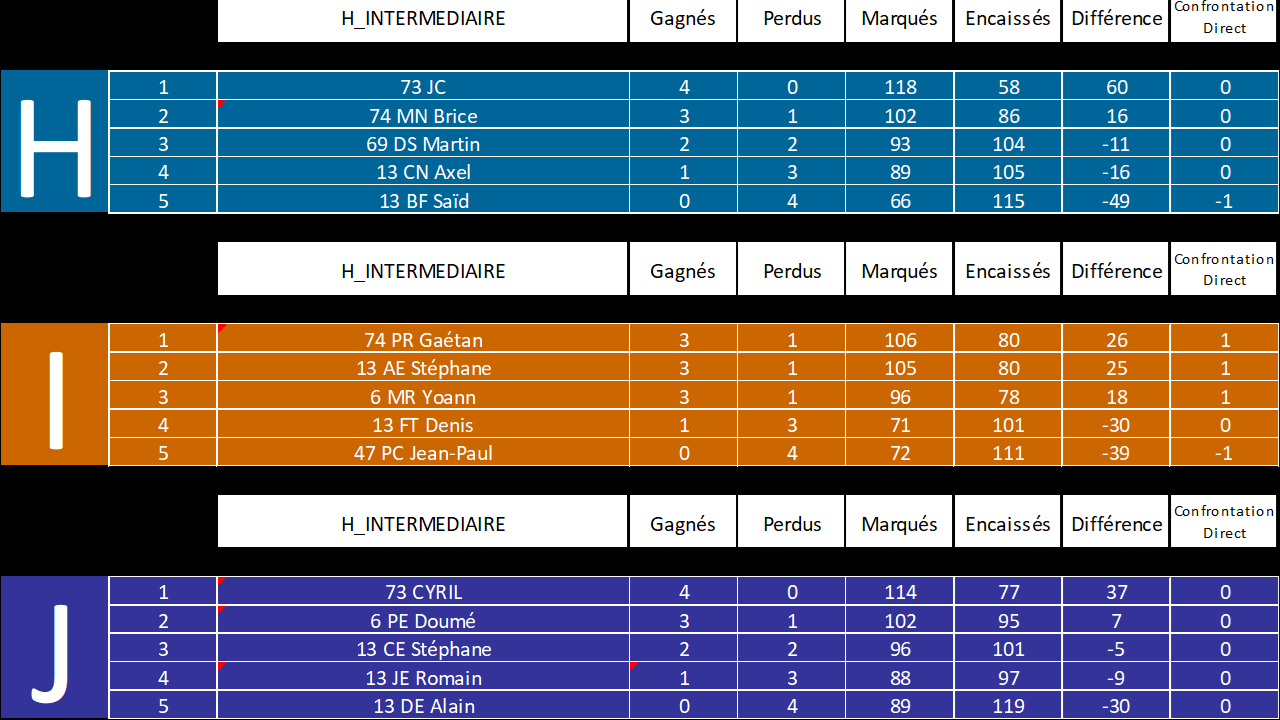 H_INTERMEDIAIRE Gagnés Perdus Marqués Encaissés Différence Confrontation Direct
H
1 73 JC 4 0 118 58 60 0
2 74 MN Brice 3 1 102 86 16 0
3 69 DS Martin 2 2 93 104 -11 0
4 13 CN Axel 1 3 89 105 -16 0
5 13 BF Saïd 0 4 66 115 -49 -1
H_INTERMEDIAIRE Gagnés Perdus Marqués Encaissés Différence Confrontation Direct
I
1 74 PR Gaétan 3 1 106 80 26 1
2 13 AE Stéphane 3 1 105 80 25 1
3 6 MR Yoann 3 1 96 78 18 1
4 13 FT Denis 1 3 71 101 -30 0
5 47 PC Jean-Paul 0 4 72 111 -39 -1
H_INTERMEDIAIRE Gagnés Perdus Marqués Encaissés Différence Confrontation Direct
J
1 73 CYRIL 4 0 114 77 37 0
2 6 PE Doumé 3 1 102 95 7 0
3 13 CE Stéphane 2 2 96 101 -5 0
4 13 JE Romain 1 3 88 97 -9 0
5 13 DE Alain 0 4 89 119 -30 0